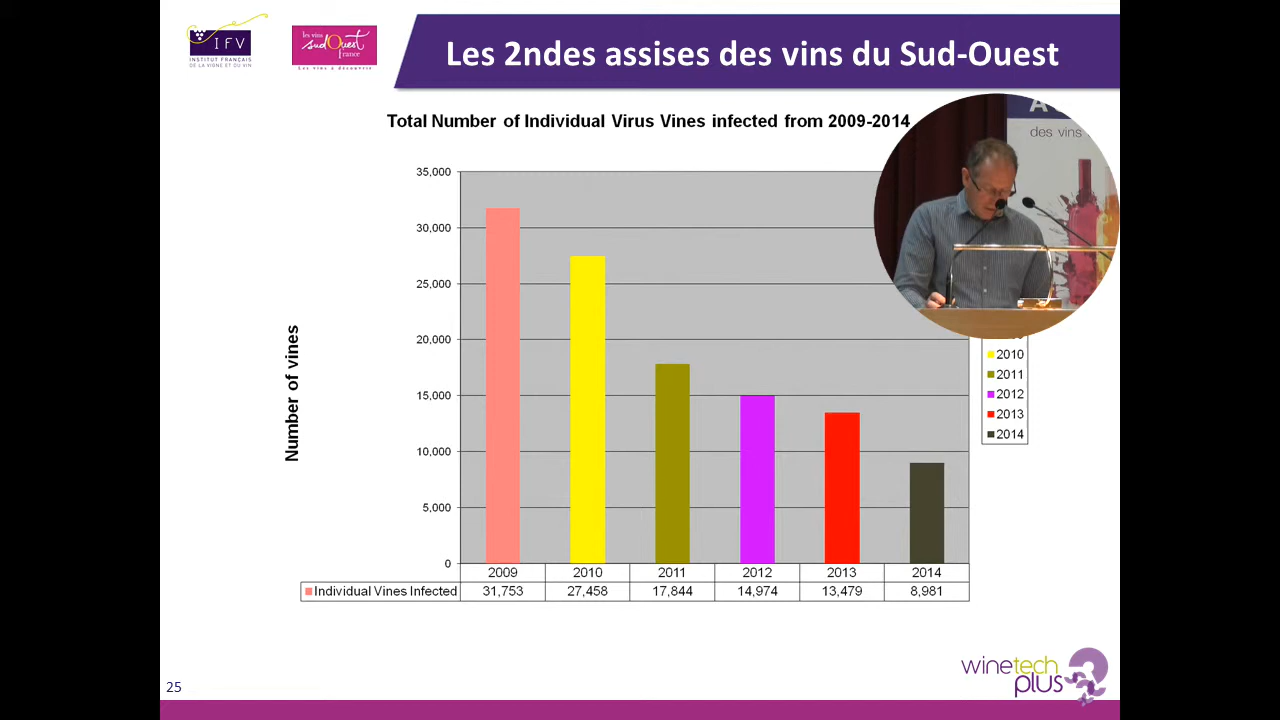 IFV
INSTITUT FRANÇAIS
DE LA VIGNE ET DU VIN
les vins
sudOuest
france
Les vins à découvrir
Les 2ndes assises des vins du Sud-Ouest
Total Number of Individual Virus Vines infected from 2009-2014
des vins
Number of vines
35,000
30,000
25,000
20,000
15,000
10,000
5,000
0
2010
2011
2012
2013
2014
2009 2010 2011 2012 2013 2014
Individual Vines Infected 31,753 27,458 17,844 14,974 13,479 8,981
winetech
plus
25